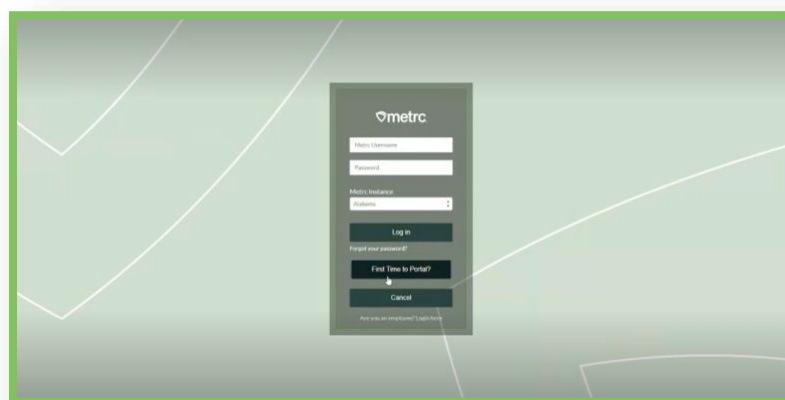 metrc
Metrc Username
Password
Metrc Instance
Alabama
Log in
Forgot your password?
First Time to Portal?
Cancel
Are you an employee? Login here